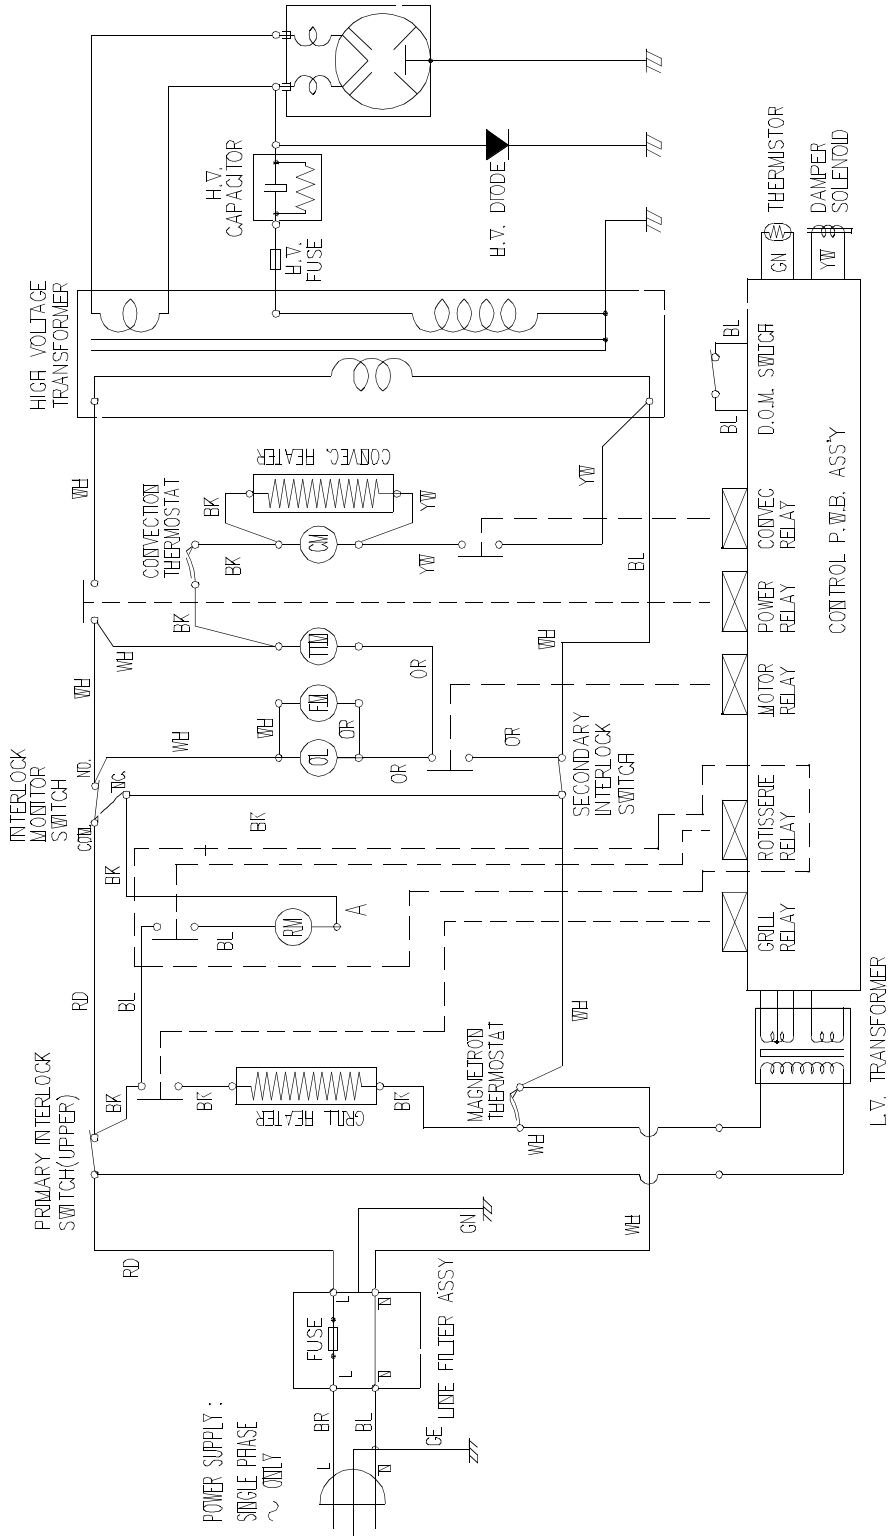 H.V.
CAPACITOR
H.V.
FUSE
H.V. DIODE
THERMISTOR
DAMPER
SOLENOID
GN
YW
HIGH VOLTAGE
TRANSFORMER
BL
D.O.M. SWITCH
BL
WH
CONVECTION
THERMOSTAT
CONVEC. HEATER
BK
YW
BK
CM
YW
YW
BL
CONVEC
RELAY
CONTROL P.W.B. ASS'Y
BK
WH
TTM
OR
WH
POWER
RELAY
WH
FM
WH
OR
MOTOR
RELAY
WH
OL
OR
OR
INTERLOCK
MONITOR
SWITCH
NO.
NC.
COM.
SECONDARY
INTERLOCK
SWITCH
BK
BK
ROTISSERIE
RELAY
BL
RM
A
GRILL
RELAY
RD
BL
WH
L.V. TRANSFORMER
PRIMARY INTERLOCK
SWITCH(UPPER)
BK
BK
GRILL HEATER
BK
MAGNETRON
THERMOSTAT
WH
WH
RD
GN
FUSE
L
N
L
N
LINE FILTER ASSY
POWER SUPPLY :
SINGLE PHASE
~ ONLY
BR
BL
GE
L
N